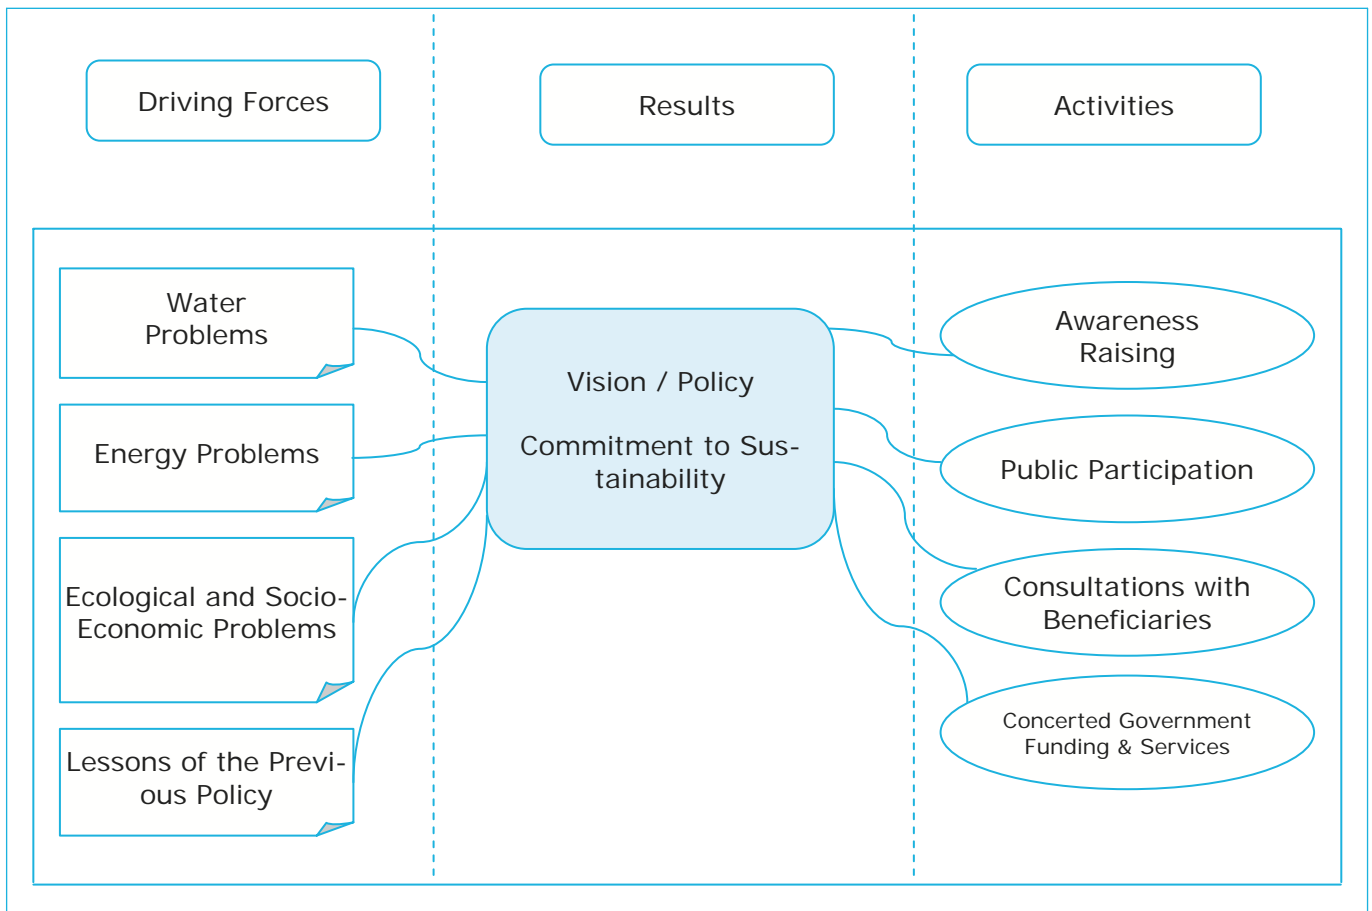 Driving Forces
Results
Activities
Water
Problems
Energy Problems
Ecological and Socio-
Economic Problems
Lessons of the Previ-
ous Policy
Vision / Policy
Commitment to Sus-
tainability
Awareness
Raising
Public Participation
Consultations with
Beneficiaries
Concerted Government
Funding & Services